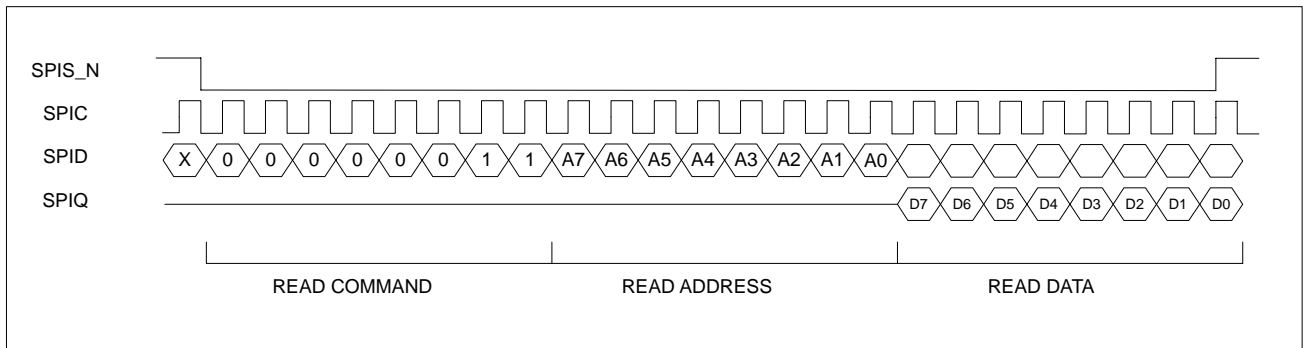 SPIS_N
SPIC
SPID X 0 0 0 0 0 0 1 1 A7 A6 A5 A4 A3 A2 A1 A0
SPIQ D7 D6 D5 D4 D3 D2 D1 D0
READ COMMAND READ ADDRESS READ DATA